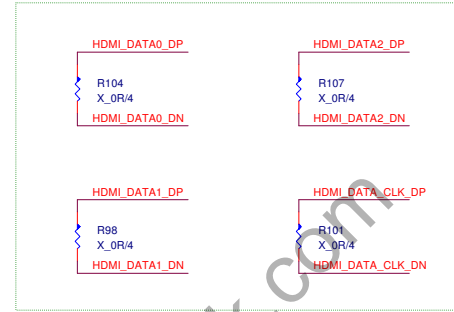 HDMI_DATA0_DP
R104
X_0R/4
HDMI_DATA0_DN
HDMI_DATA2_DP
R107
X_0R/4
HDMI_DATA2_DN
HDMI_DATA1_DP
R98
X_0R/4
HDMI_DATA1_DN
HDMI_DATA_CLK_DP
R101
X_0R/4
HDMI_DATA_CLK_DN
com